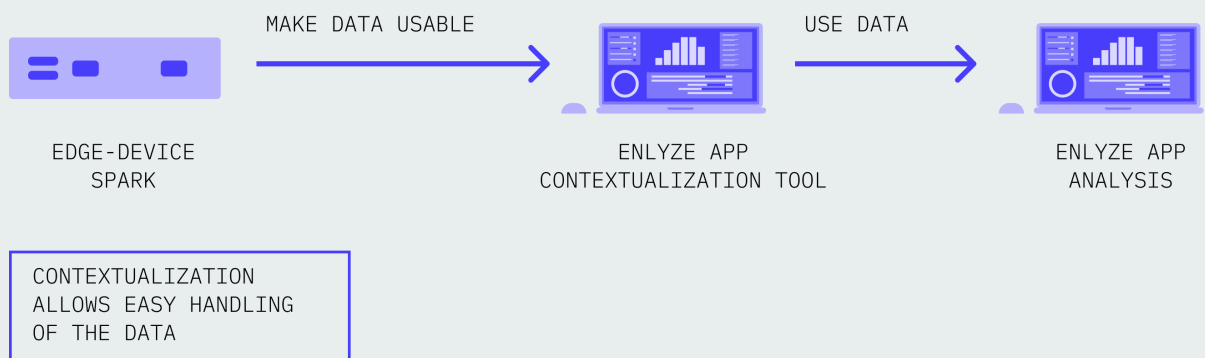 MAKE DATA USABLE
USE DATA
EDGE-DEVICE
SPARK
ENLYZE APP
CONTEXTUALIZATION TOOL
ENLYZE APP
ANALYSIS
CONTEXTUALIZATION
ALLOWS EASY HANDLING
OF THE DATA